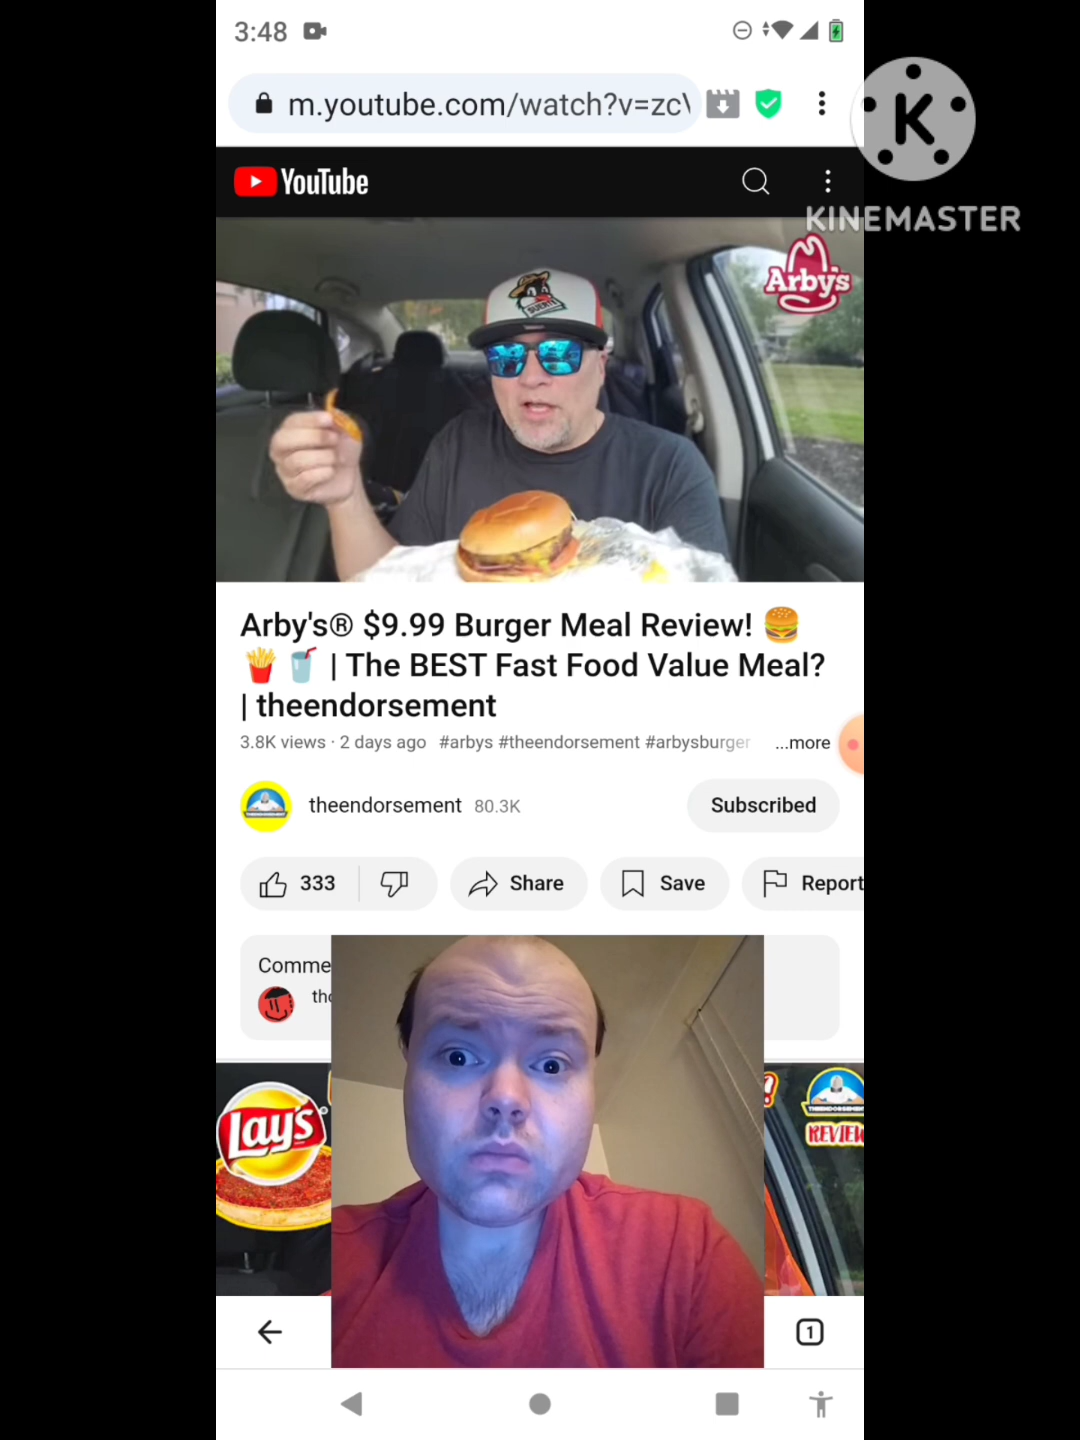 3:48
m.youtube.com/watch?v=zc
K
KINEMASTER
YouTube
Arby's
Arby's® $9.99 Burger Meal Review! 🍔
🍟 🥤 | The BEST Fast Food Value Meal?
| theendorsement
3.8K views · 2 days ago #arbys #theendorsement #arbysburger ...more
theendorsement 80.3K
Subscribed
333
Share
Save
Report
Comme
tho
Lay's
REVIEW
1